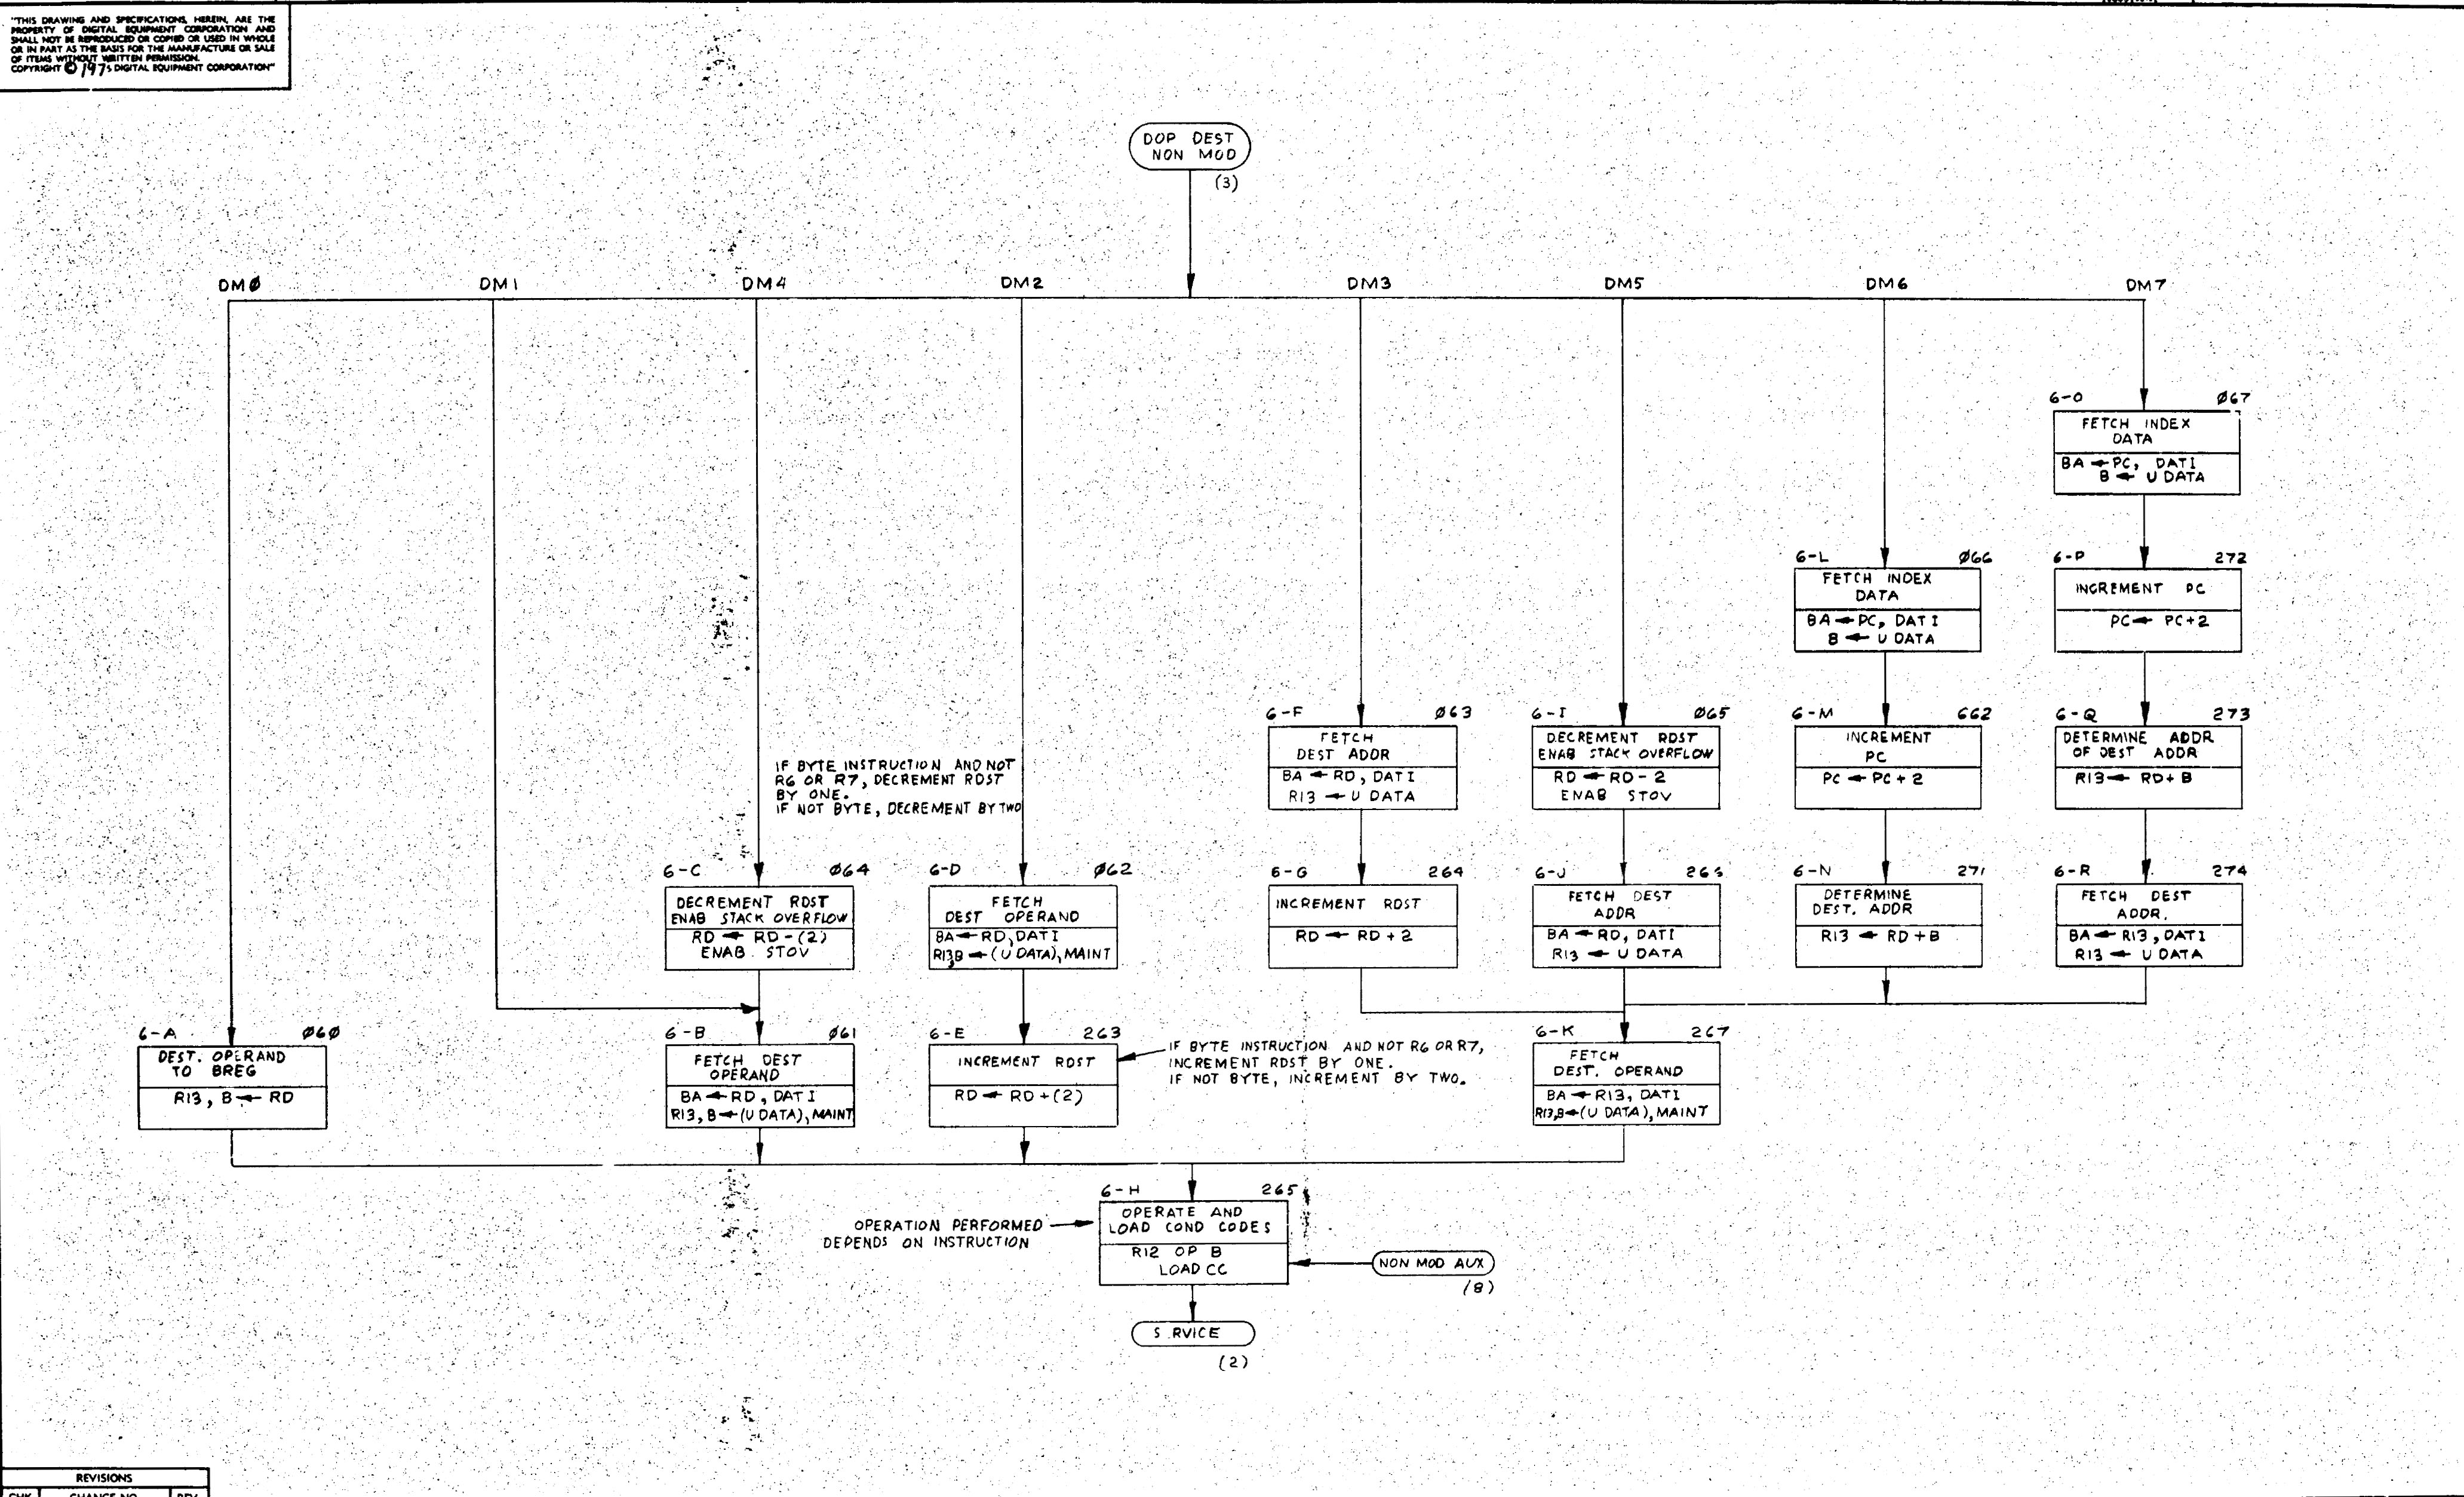 "THIS DRAWING AND SPECIFICATIONS, HEREIN, ARE THE
PROPERTY OF DIGITAL EQUIPMENT CORPORATION AND
SHALL NOT BE REPRODUCED OR COPIED OR USED IN WHOLE
OR IN PART AS THE BASIS FOR THE MANUFACTURE OR SALE
OF ITEMS WITHOUT WRITTEN PERMISSION.
COPYRIGHT © 1975 DIGITAL EQUIPMENT CORPORATION"
DOP DEST
NON MOD
(3)
DMØ DM1 DM4 DM2 DM3 DM5 DM6 DM7
6-O Ø67
FETCH INDEX
DATA
BA ← PC, DATI
B ← U DATA
6-L Ø66
FETCH INDEX
DATA
BA ← PC, DATI
B ← U DATA
6-P 272
INCREMENT PC
PC ← PC+2
IF BYTE INSTRUCTION AND NOT
R6 OR R7, DECREMENT RDST
BY ONE.
IF NOT BYTE, DECREMENT BY TWO
6-F Ø63
FETCH
DEST ADDR
BA ← RD, DATI
R13 ← U DATA
6-I Ø65
DECREMENT RDST
ENAB STACK OVERFLOW
RD ← RD - 2
ENAB STOV
6-M 662
INCREMENT
PC
PC ← PC + 2
6-Q 273
DETERMINE ADDR
OF DEST ADDR
R13 ← RD + B
6-C Ø64
DECREMENT RDST
ENAB STACK OVERFLOW
RD ← RD - (2)
ENAB STOV
6-D Ø62
FETCH
DEST OPERAND
BA ← RD, DATI
R13,B ← (U DATA), MAINT
6-G 264
INCREMENT RDST
RD ← RD + 2
6-J
FETCH DEST
ADDR
BA ← RD, DATI
R13 ← U DATA
6-N 271
DETERMINE
DEST. ADDR
R13 ← RD + B
6-R 274
FETCH DEST
ADDR.
BA ← R13, DATI
R13 ← U DATA
6-A Ø6Ø
DEST. OPERAND
TO BREG
R13, B ← RD
6-B Ø61
FETCH DEST
OPERAND
BA ← RD, DATI
R13, B ← (U DATA), MAINT
6-E 263
INCREMENT RDST
RD ← RD + (2)
IF BYTE INSTRUCTION AND NOT R6 OR R7,
INCREMENT RDST BY ONE.
IF NOT BYTE, INCREMENT BY TWO.
6-K 267
FETCH
DEST. OPERAND
BA ← R13, DATI
R13,B ← (U DATA), MAINT
OPERATION PERFORMED
DEPENDS ON INSTRUCTION
6-H 265
OPERATE AND
LOAD COND CODES
R12 OP B
LOAD CC
NON MOD AUX
(8)
S RVICE
(2)
REVISIONS
CHK CHANGE NO. REV.